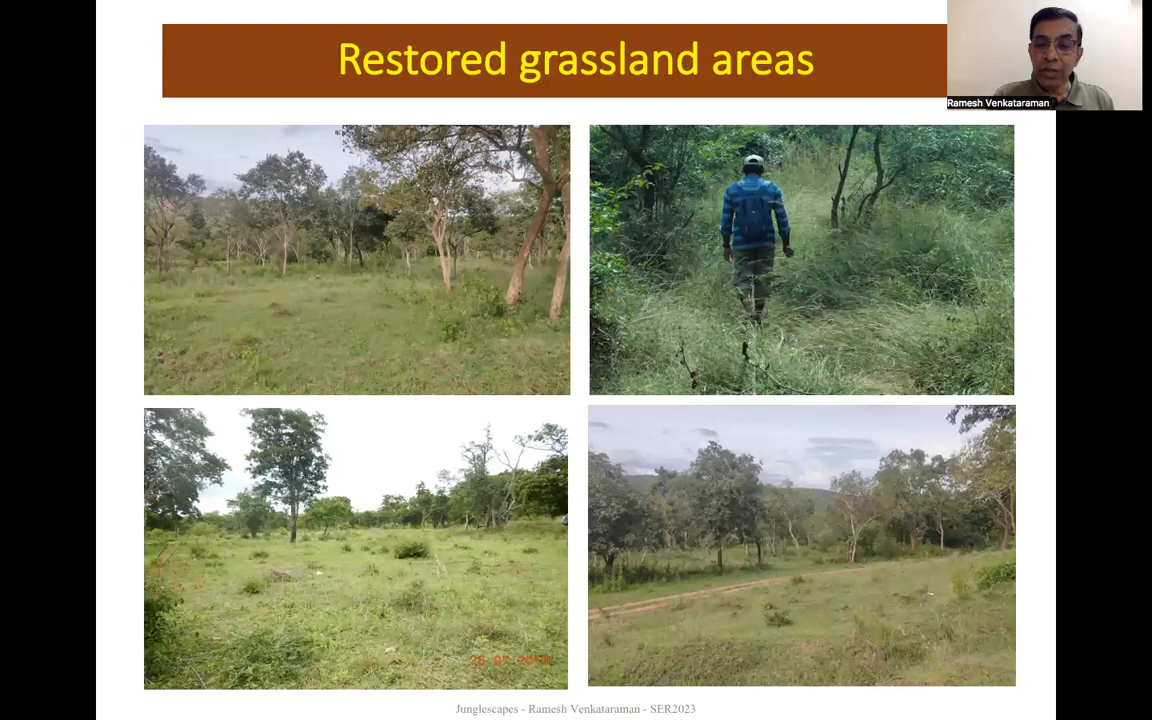 Restored grassland areas
Ramesh Venkataraman
Junglescapes - Ramesh Venkataraman - SER2023